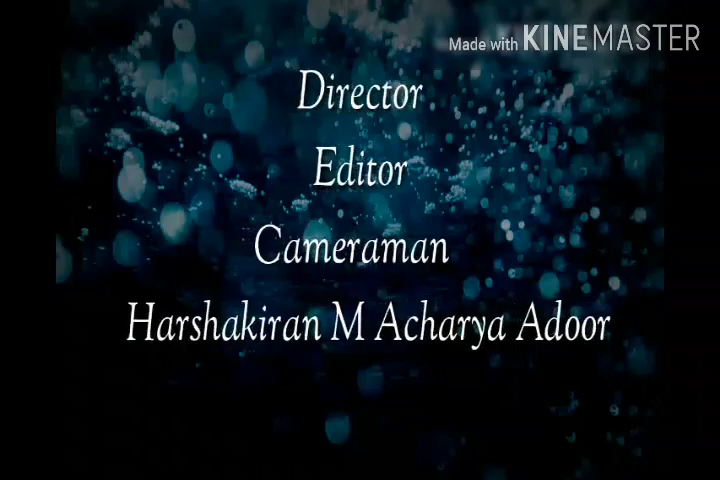 Made with KINEMASTER
Director
Editor
Cameraman
Harshakiran M Acharya Adoor